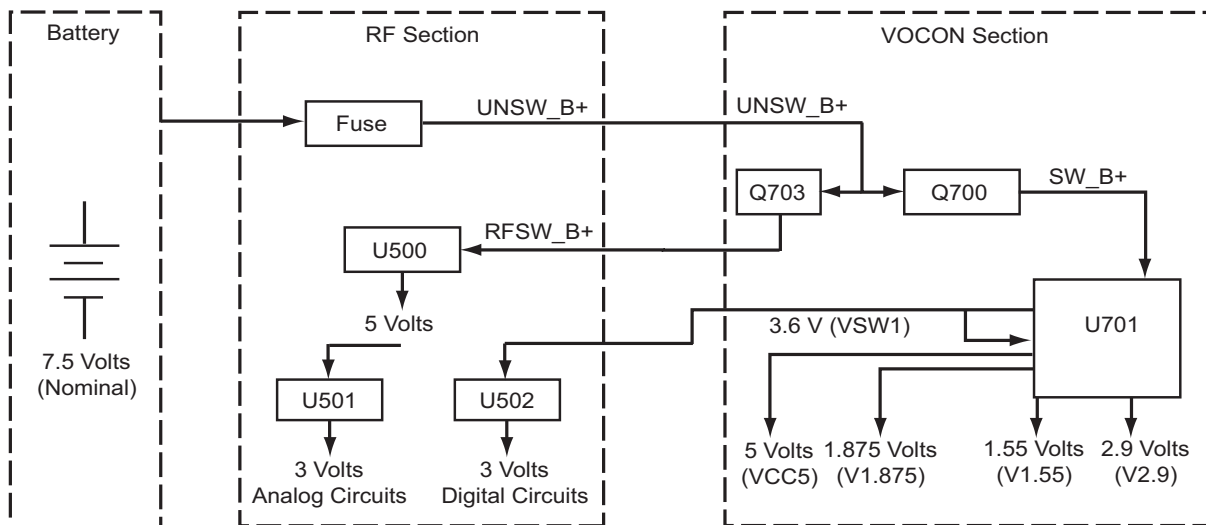 Battery
RF Section
VOCON Section
UNSW_B+
UNSW_B+
Fuse
Q703
Q700
SW_B+
RFSW_B+
U500
5 Volts
3.6 V (VSW1)
U701
7.5 Volts
(Nominal)
U501
U502
3 Volts
Analog Circuits
3 Volts
Digital Circuits
5 Volts
(VCC5)
1.875 Volts
(V1.875)
1.55 Volts
(V1.55)
2.9 Volts
(V2.9)